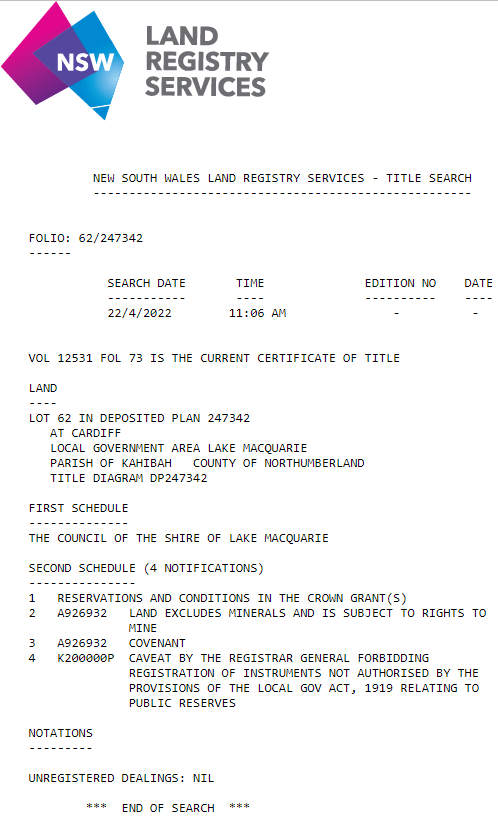 NSW
LAND
REGISTRY
SERVICES
NEW SOUTH WALES LAND REGISTRY SERVICES - TITLE SEARCH
----------------------------------------------------
FOLIO: 62/247342
------
SEARCH DATE TIME EDITION NO DATE
----------- ---- ---------- ----
22/4/2022 11:06 AM - -
VOL 12531 FOL 73 IS THE CURRENT CERTIFICATE OF TITLE
LAND
----
LOT 62 IN DEPOSITED PLAN 247342
AT CARDIFF
LOCAL GOVERNMENT AREA LAKE MACQUARIE
PARISH OF KAHIBAH COUNTY OF NORTHUMBERLAND
TITLE DIAGRAM DP247342
FIRST SCHEDULE
--------------
THE COUNCIL OF THE SHIRE OF LAKE MACQUARIE
SECOND SCHEDULE (4 NOTIFICATIONS)
---------------
1 RESERVATIONS AND CONDITIONS IN THE CROWN GRANT(S)
2 A926932 LAND EXCLUDES MINERALS AND IS SUBJECT TO RIGHTS TO
MINE
3 A926932 COVENANT
4 K200000P CAVEAT BY THE REGISTRAR GENERAL FORBIDDING
REGISTRATION OF INSTRUMENTS NOT AUTHORISED BY THE
PROVISIONS OF THE LOCAL GOV ACT, 1919 RELATING TO
PUBLIC RESERVES
NOTATIONS
---------
UNREGISTERED DEALINGS: NIL
*** END OF SEARCH ***